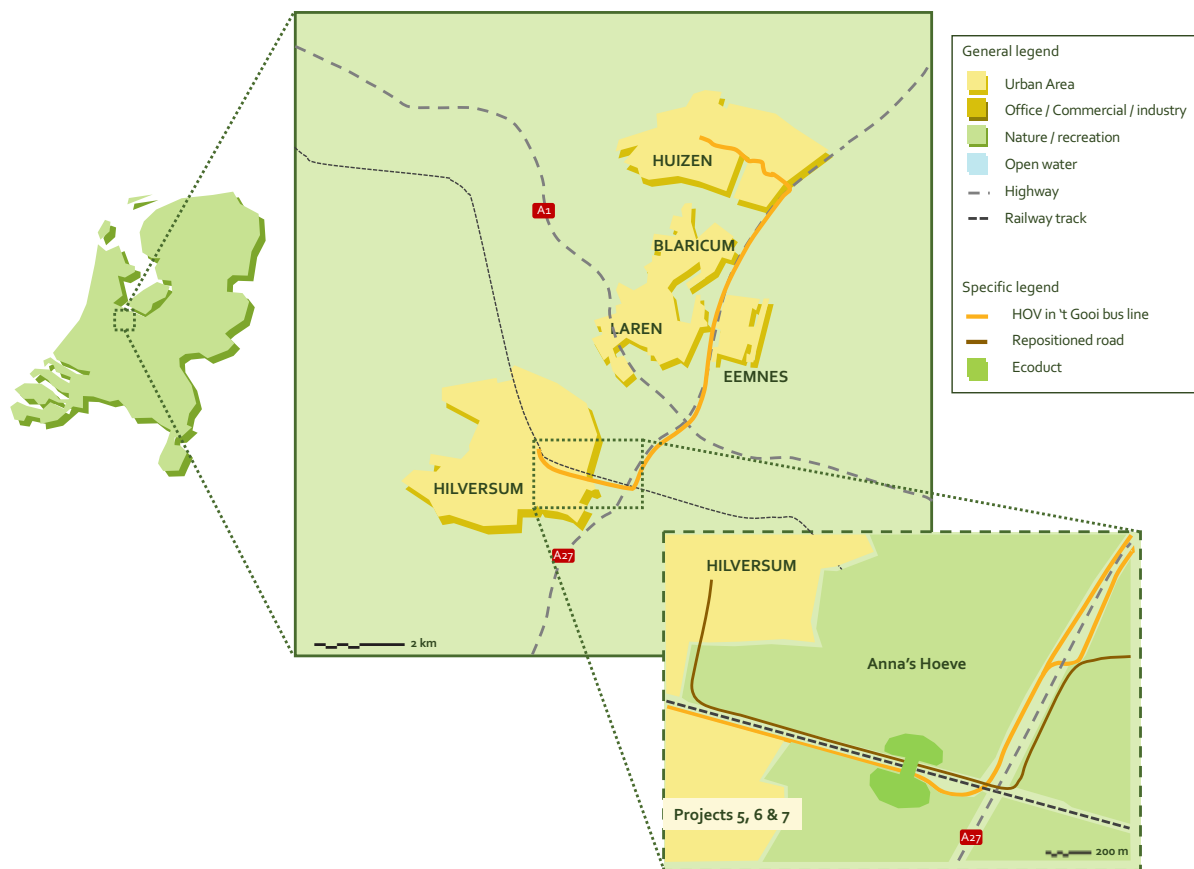 General legend
Urban Area
Office / Commercial / industry
Nature / recreation
Open water
Highway
Railway track
Specific legend
HOV in 't Gooi bus line
Repositioned road
Ecoduct
HUIZEN
A1
BLARICUM
LAREN
EEMNES
HILVERSUM
A27
2 km
HILVERSUM
Anna's Hoeve
Projects 5, 6 & 7
A27
200 m